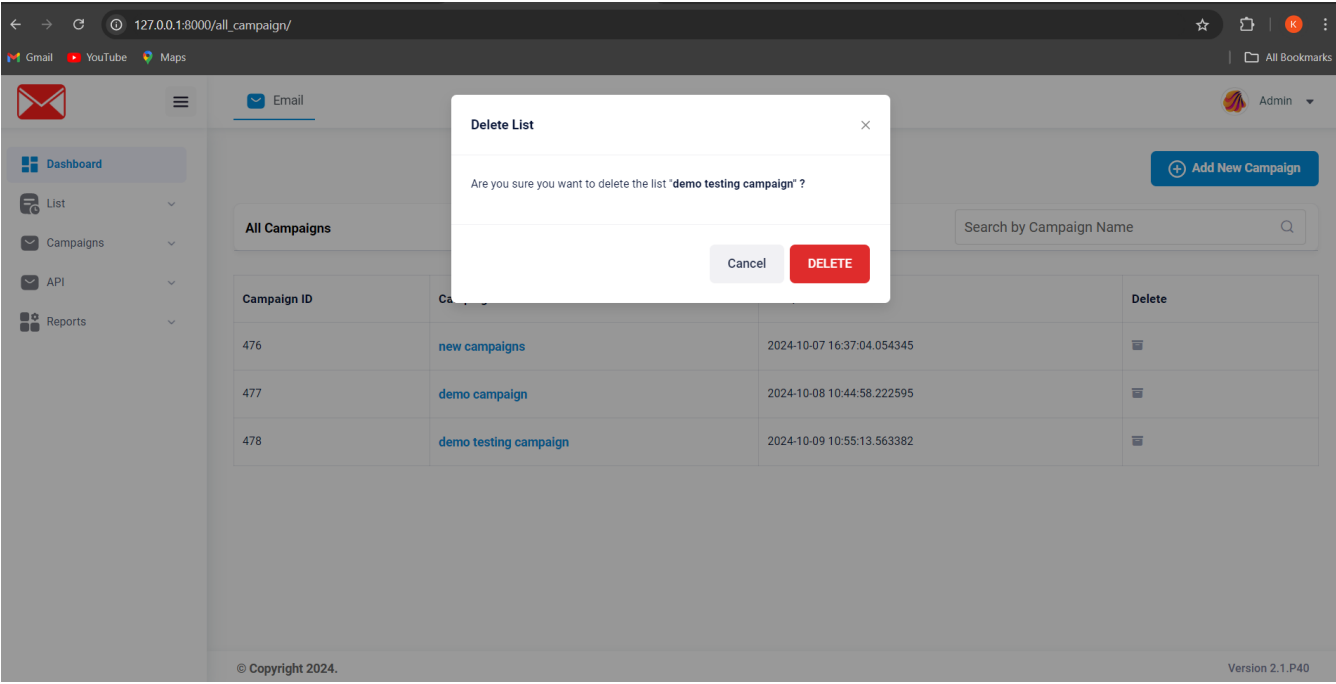 127.0.0.1:8000/all_campaign/
K
Gmail YouTube Maps
All Bookmarks
Email
Admin
Delete List
Dashboard
Are you sure you want to delete the list "demo testing campaign" ?
Add New Campaign
List
All Campaigns
Search by Campaign Name
Campaigns
Cancel DELETE
API
Campaign ID
Delete
Reports
476 new campaigns 2024-10-07 16:37:04.054345
477 demo campaign 2024-10-08 10:44:58.222595
478 demo testing campaign 2024-10-09 10:55:13.563382
© Copyright 2024.
Version 2.1.P40